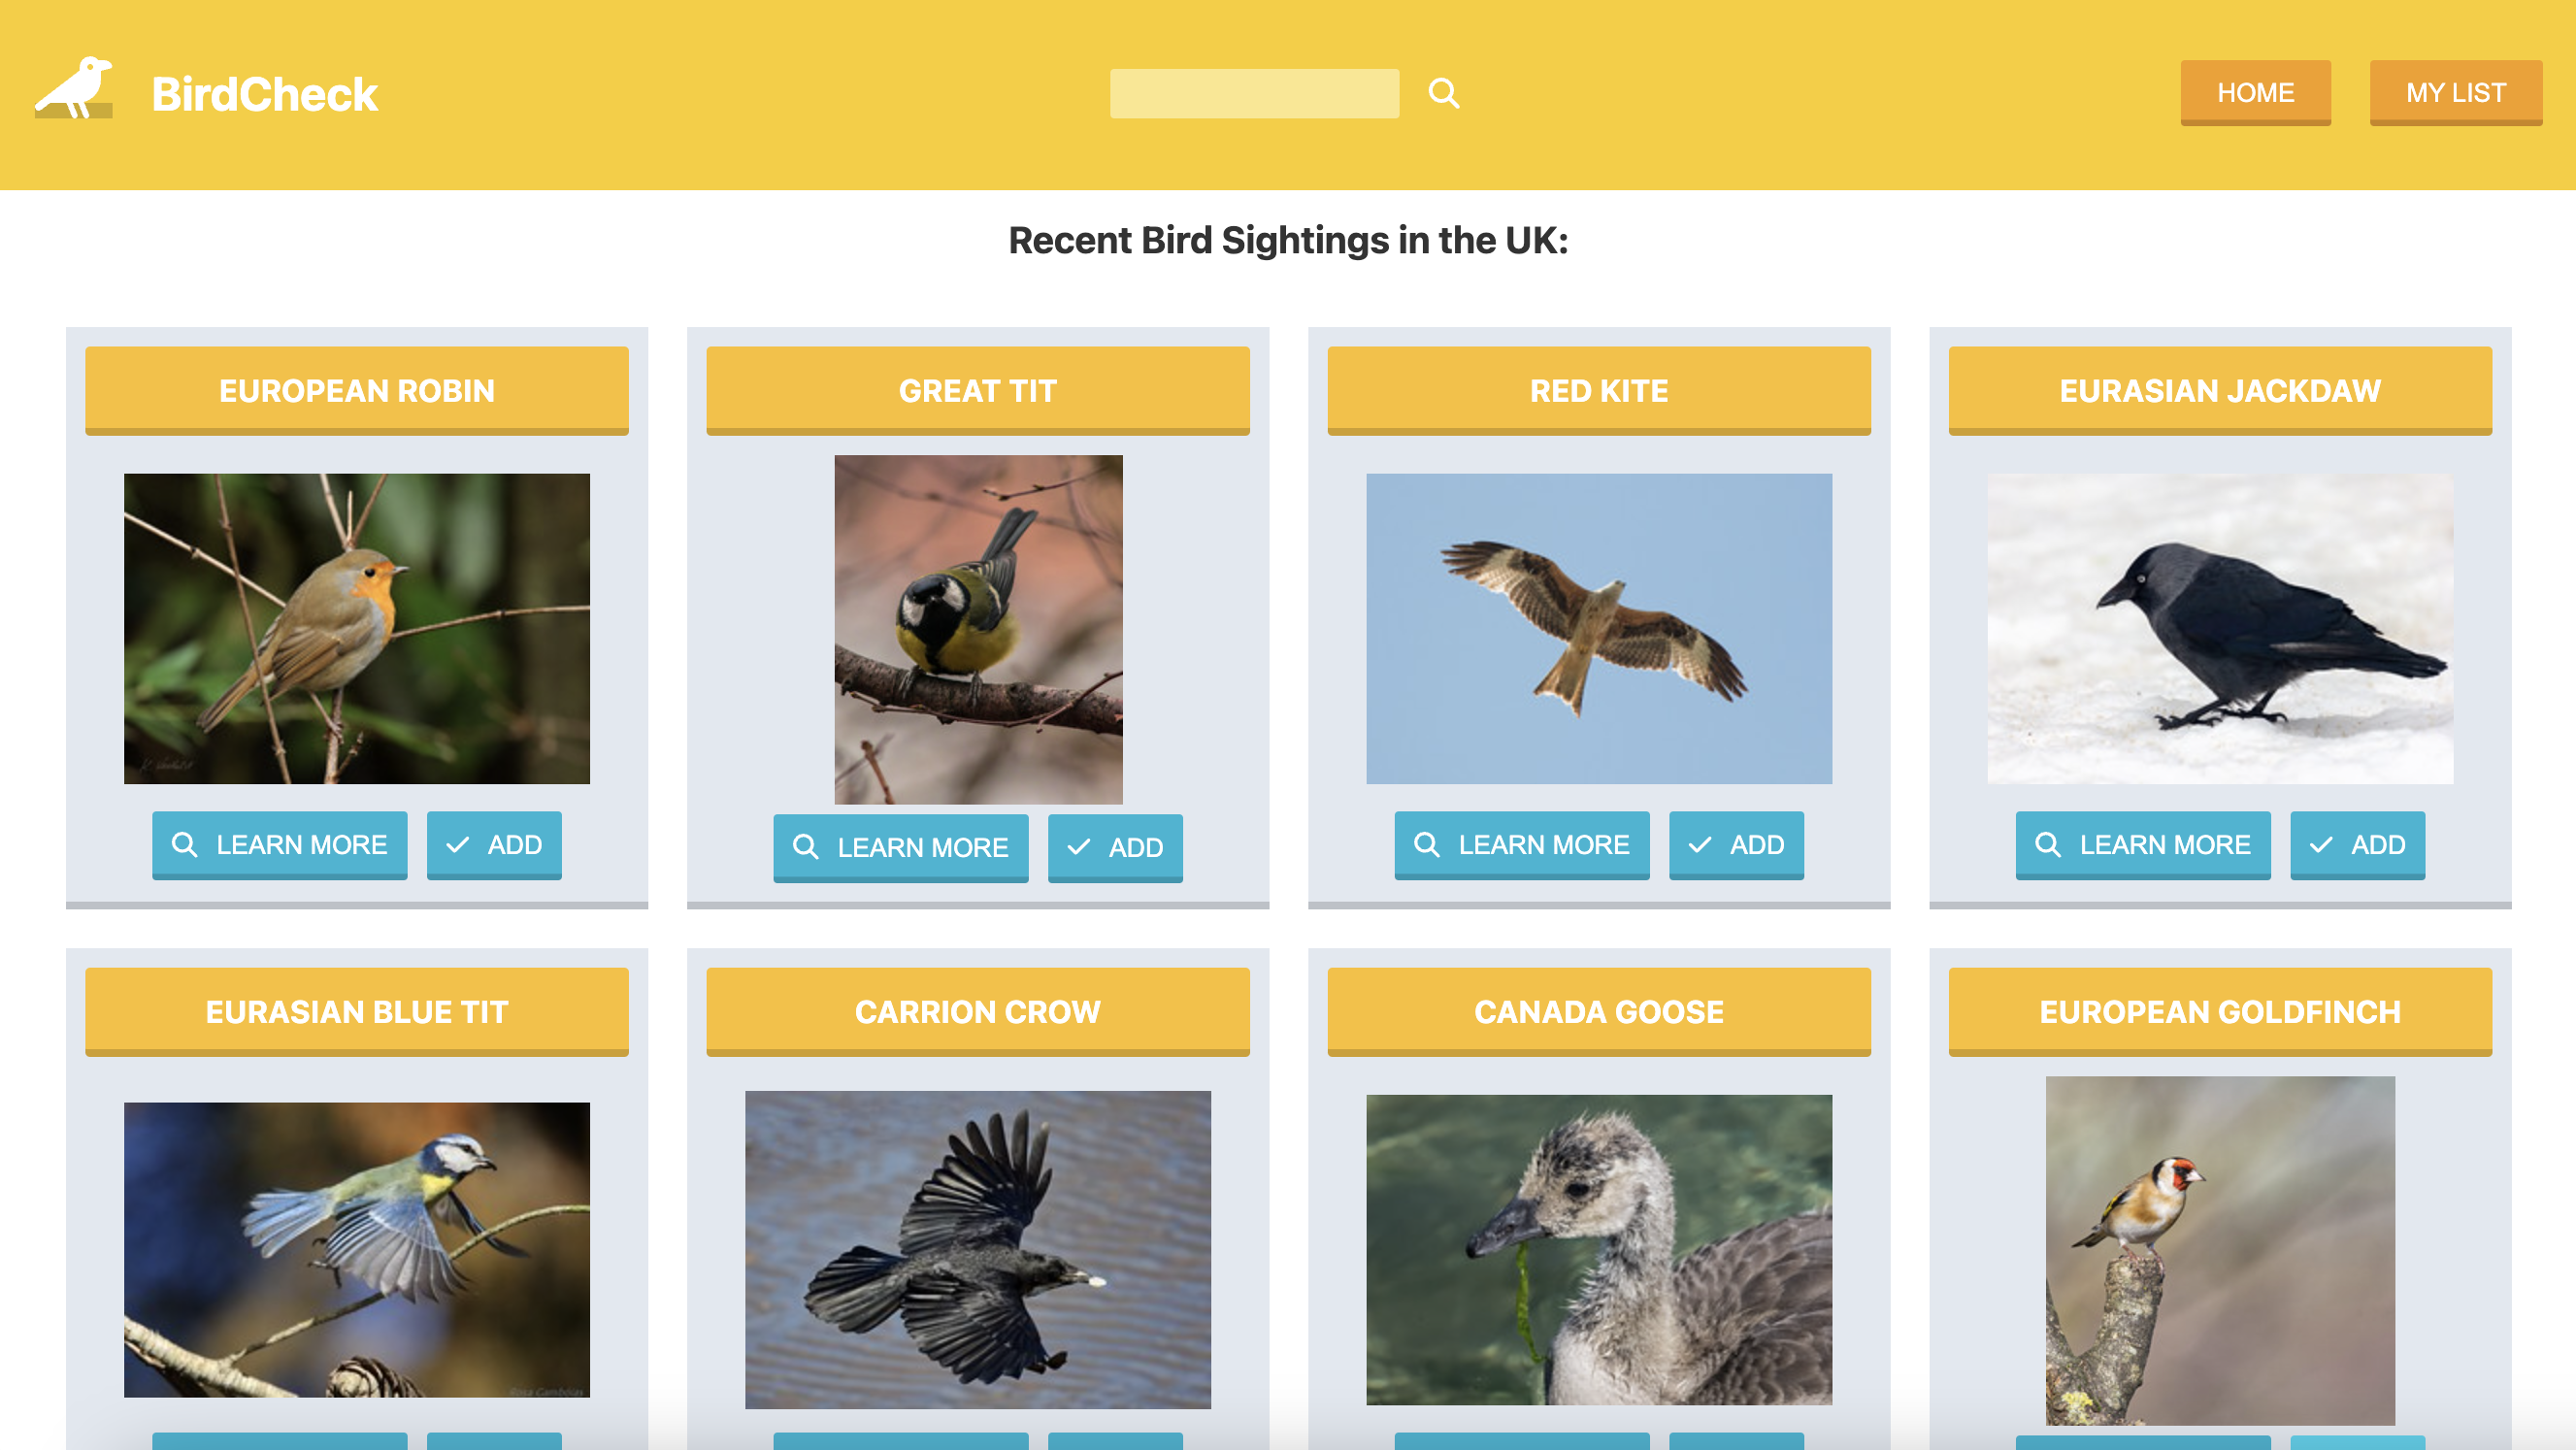 BirdCheck
HOME
MY LIST
Recent Bird Sightings in the UK:
EUROPEAN ROBIN
GREAT TIT
RED KITE
EURASIAN JACKDAW
LEARN MORE
ADD
LEARN MORE
ADD
LEARN MORE
ADD
LEARN MORE
ADD
EURASIAN BLUE TIT
CARRION CROW
CANADA GOOSE
EUROPEAN GOLDFINCH
Rosa Gamboias